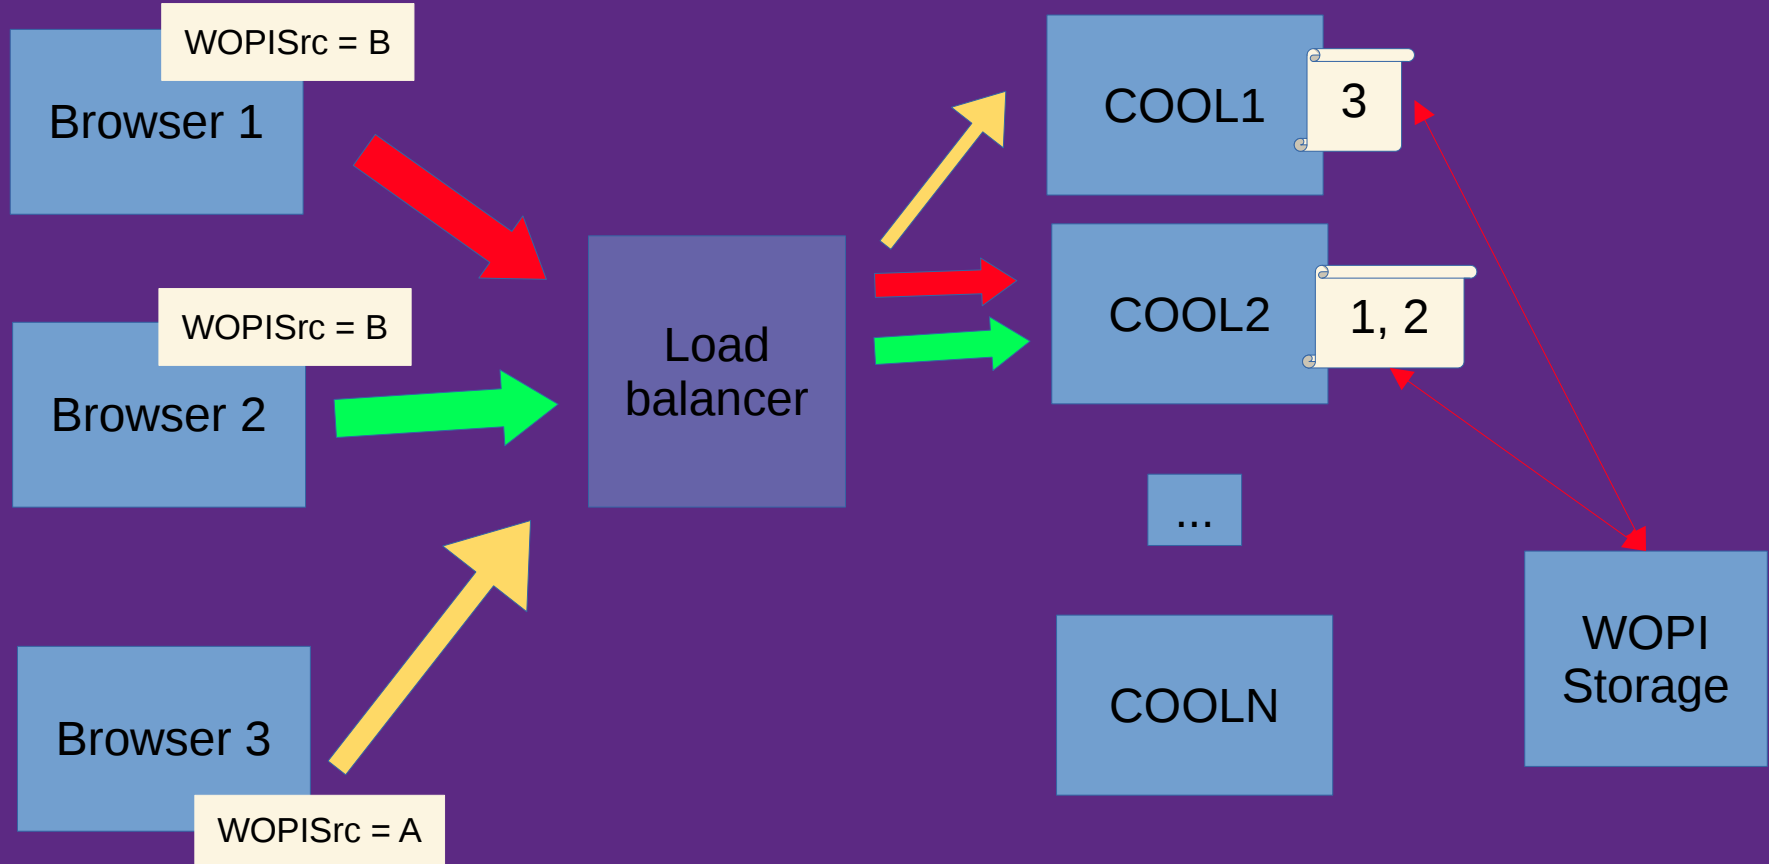 WOPISrc = B
Browser 1
WOPISrc = B
Browser 2
Browser 3
WOPISrc = A
Load
balancer
COOL1
3
COOL2
1, 2
...
COOLN
WOPI
Storage